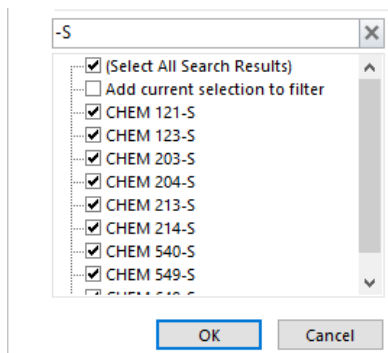 -S
(Select All Search Results)
Add current selection to filter
CHEM 121-S
CHEM 123-S
CHEM 203-S
CHEM 204-S
CHEM 213-S
CHEM 214-S
CHEM 540-S
CHEM 549-S
OK Cancel